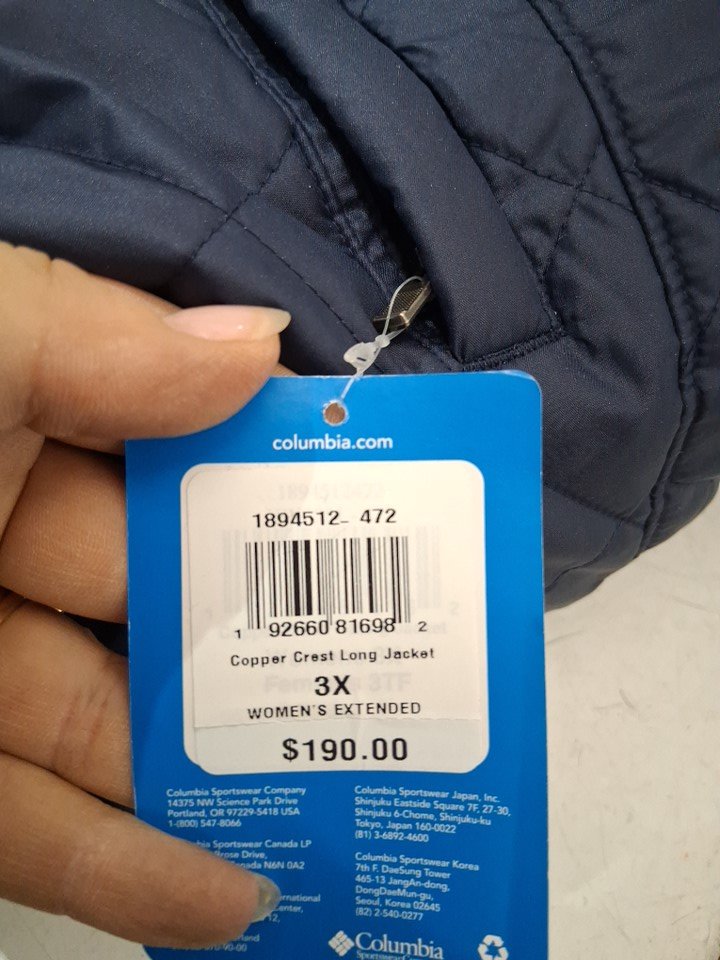 columbia.com
1894512- 472
1 92660 81698 2
Copper Crest Long Jacket
3X
WOMEN'S EXTENDED
$190.00
Columbia Sportswear Company
14375 NW Science Park Drive
Portland, OR 97229-5418 USA
1-(800) 547-8066
Sportswear Canada LP
Drive,
N6N 0A2
Columbia Sportswear Japan, Inc.
Shinjuku Eastside Square 7F, 27-30,
Shinjuku 6-Chome, Shinjuku-ku
Tokyo, Japan 160-0022
(81) 3-6892-4600
Columbia Sportswear Korea
7th F. DaeSung Tower
465-13 JangAn-dong,
DongDaeMun-gu,
Seoul, Korea 02645
(82) 2-540-0277
Columbia